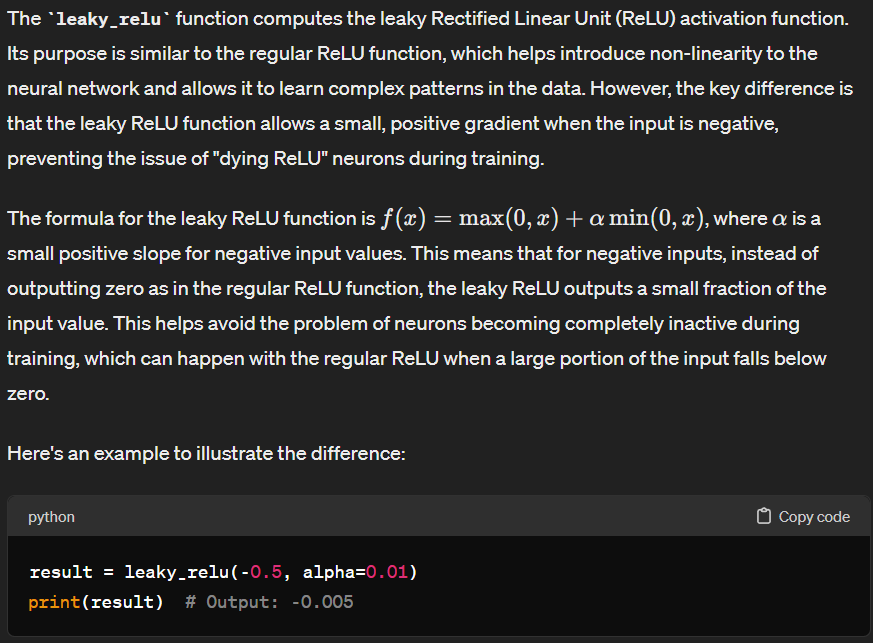 The `leaky_relu` function computes the leaky Rectified Linear Unit (ReLU) activation function.
Its purpose is similar to the regular ReLU function, which helps introduce non-linearity to the
neural network and allows it to learn complex patterns in the data. However, the key difference is
that the leaky ReLU function allows a small, positive gradient when the input is negative,
preventing the issue of "dying ReLU" neurons during training.
The formula for the leaky ReLU function is f(x) = max(0, x) + α min(0, x), where α is a
small positive slope for negative input values. This means that for negative inputs, instead of
outputting zero as in the regular ReLU function, the leaky ReLU outputs a small fraction of the
input value. This helps avoid the problem of neurons becoming completely inactive during
training, which can happen with the regular ReLU when a large portion of the input falls below
zero.
Here's an example to illustrate the difference:
python Copy code
result = leaky_relu(-0.5, alpha=0.01)
print(result)  # Output: -0.005